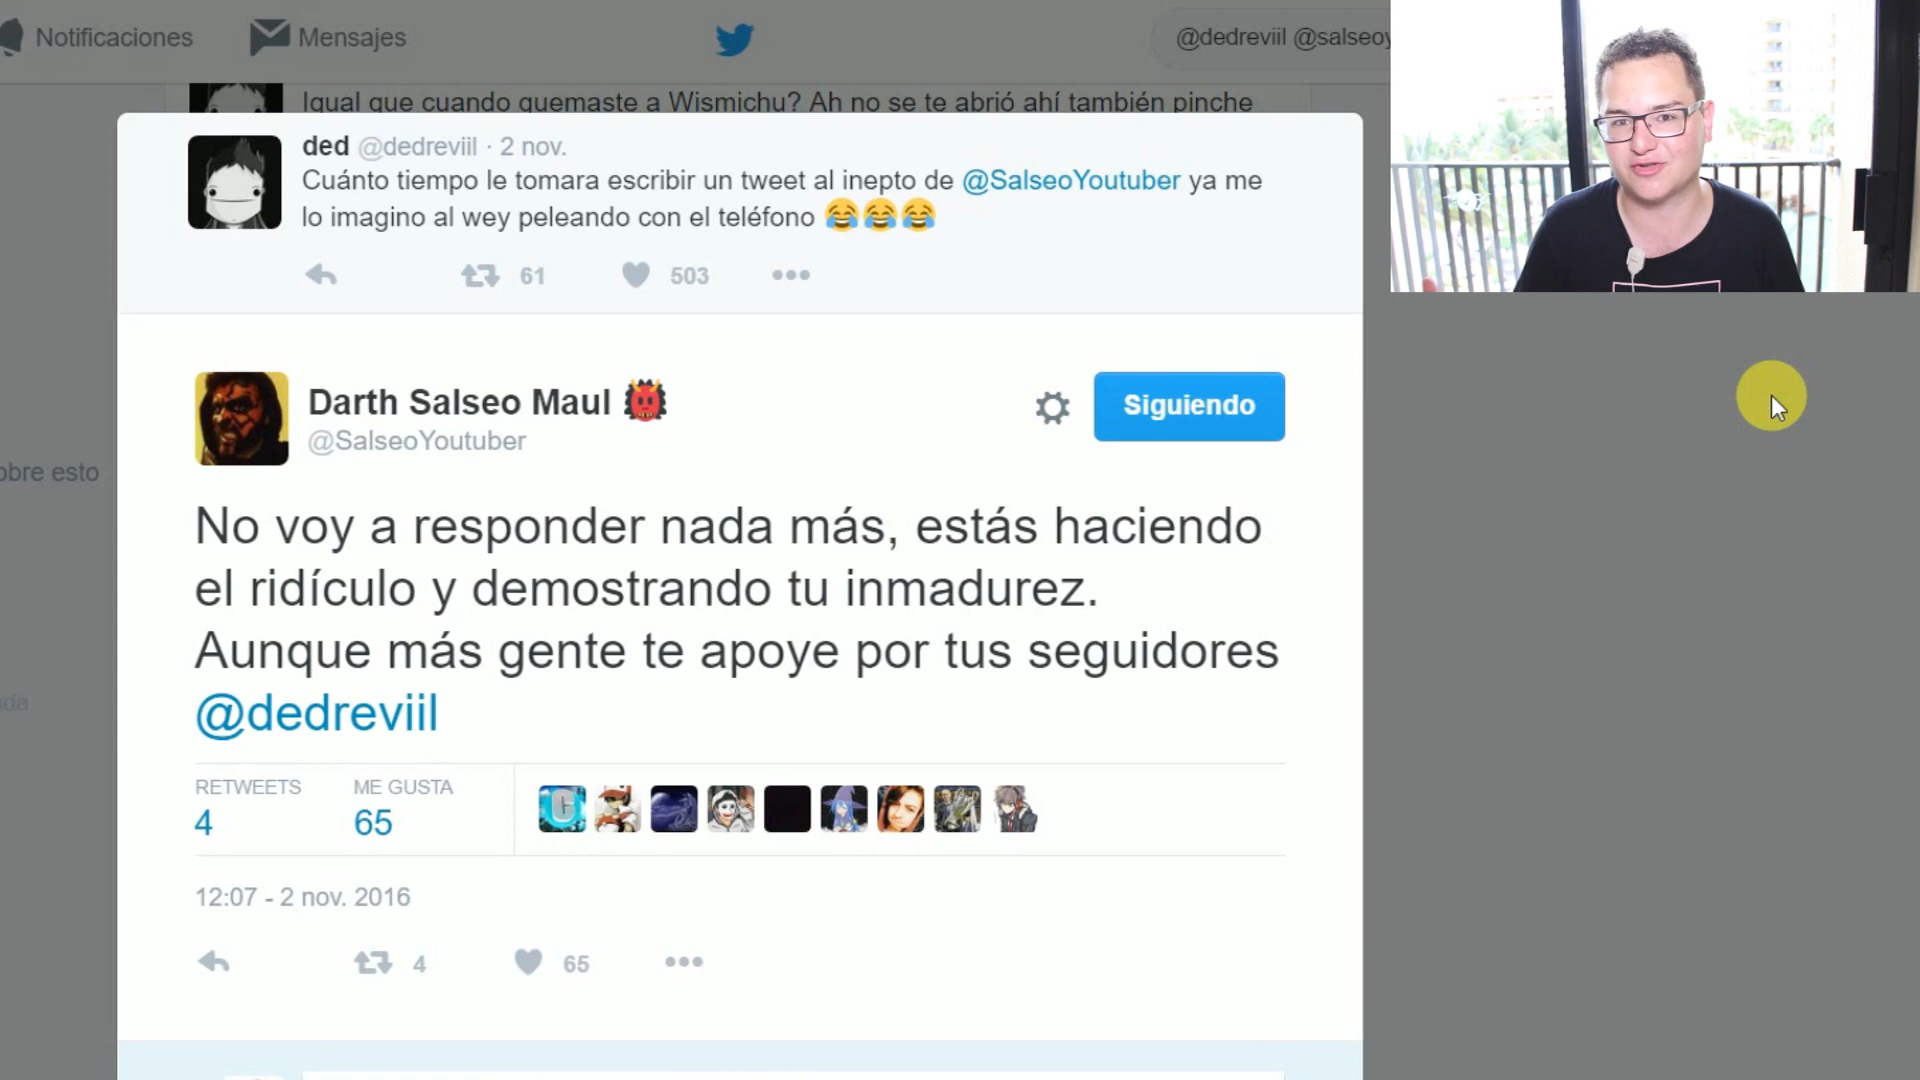 Notificaciones
Mensajes
@dedreviil @salseoy
Igual que cuando quemaste a Wismichu? Ah no se te abrió ahí también pinche
ded @dedreviil · 2 nov.
Cuánto tiempo le tomara escribir un tweet al inepto de @SalseoYoutuber ya me
lo imagino al wey peleando con el teléfono 😂😂😂
61
503
Darth Salseo Maul 👹
@SalseoYoutuber
Siguiendo
obre esto
No voy a responder nada más, estás haciendo
el ridículo y demostrando tu inmadurez.
Aunque más gente te apoye por tus seguidores
@dedreviil
RETWEETS
4
ME GUSTA
65
12:07 - 2 nov. 2016
4
65